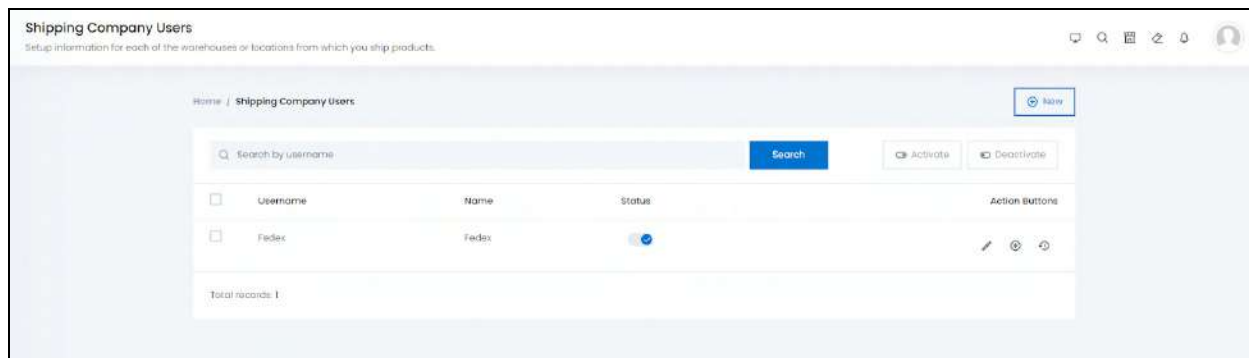 Shipping Company Users
Setup information for each of the warehouses or locations from which you ship products.
Home / Shipping Company Users
New
Search by username
Search
Activate
Deactivate
Username Name Status Action Buttons
Fedex Fedex
Total records: 1